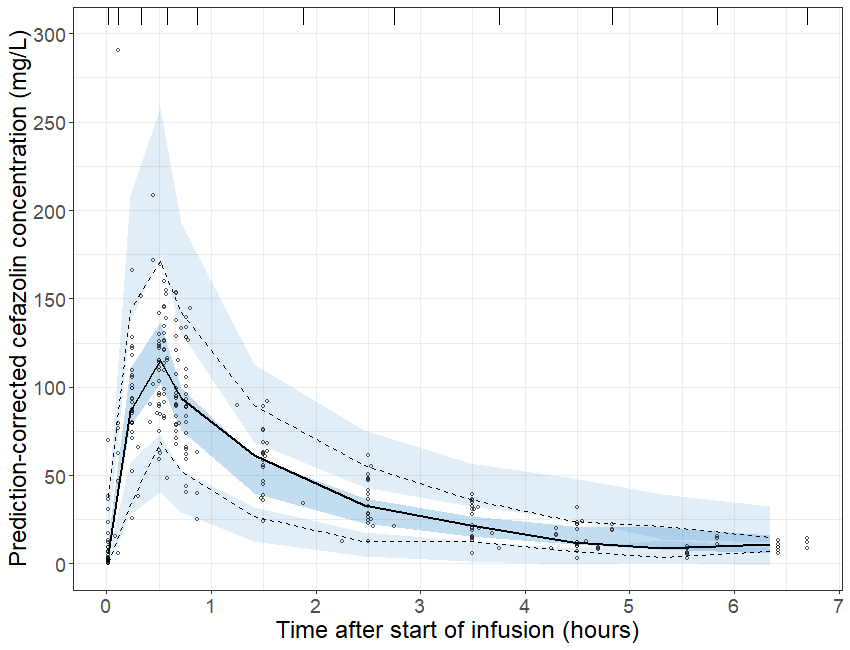 Prediction-corrected cefazolin concentration (mg/L)
300
250
200
150
100
50
0
0 1 2 3 4 5 6 7
Time after start of infusion (hours)